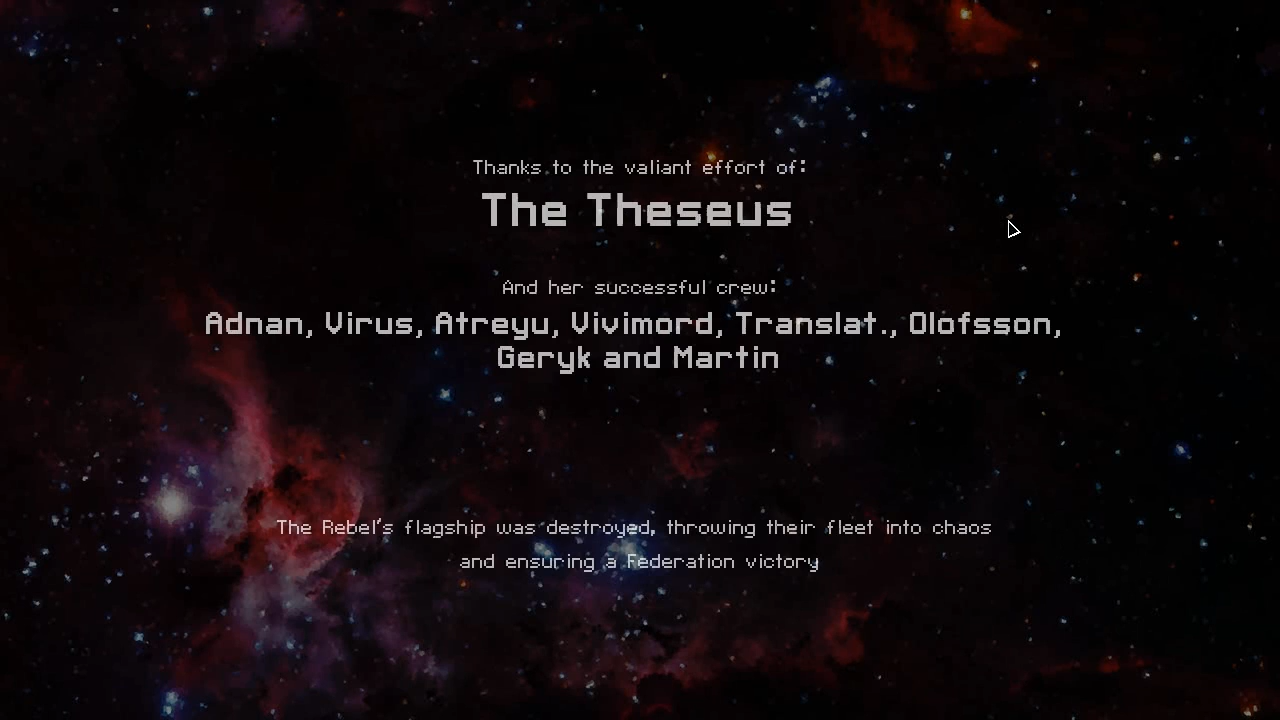 Thanks to the valiant effort of:
The Theseus
And her successful crew:
Adnan, Virus, Atreyu, Vivimord, Translat., Olofsson,
Geryk and Martin
The Rebel's flagship was destroyed, throwing their fleet into chaos
and ensuring a Federation victory